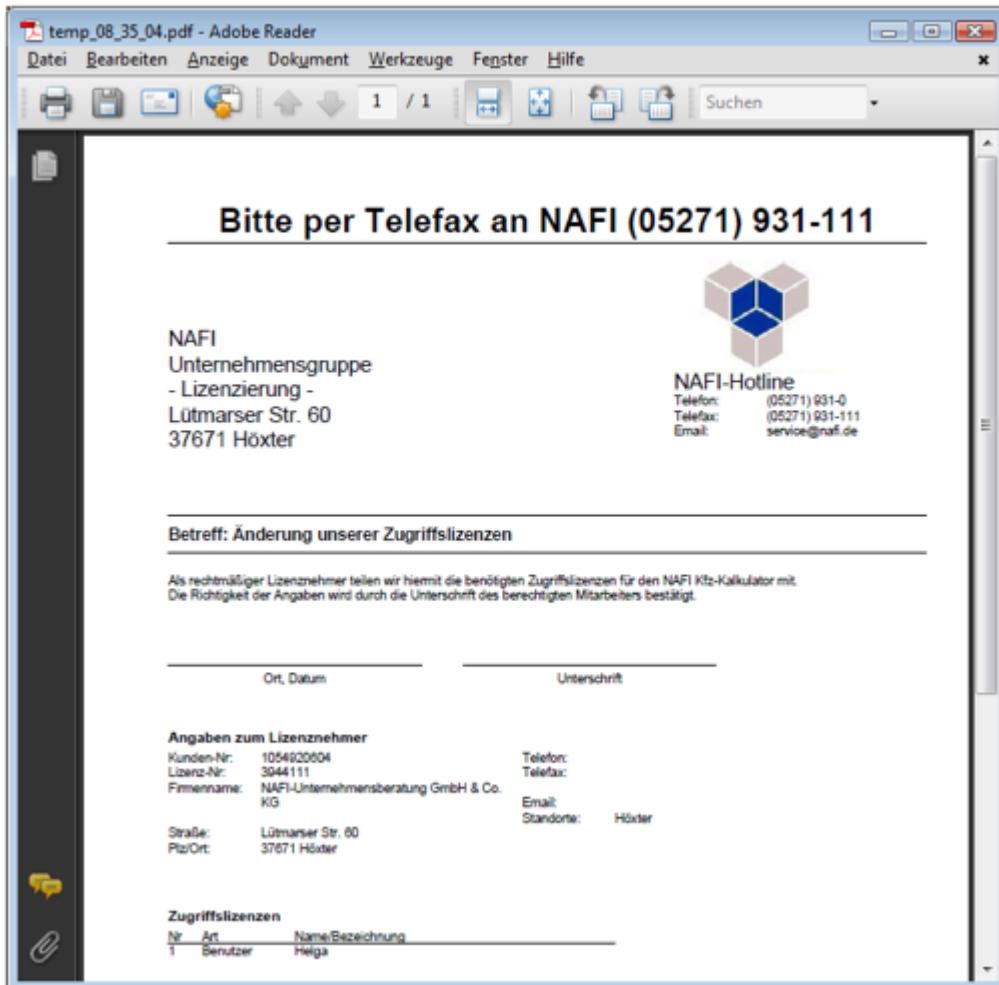 temp_08_35_04.pdf - Adobe Reader
Datei Bearbeiten Anzeige Dokument Werkzeuge Fenster Hilfe
1 / 1 Suchen
Bitte per Telefax an NAFI (05271) 931-111
NAFI
Unternehmensgruppe
- Lizenzierung -
Lütmarser Str. 60
37671 Höxter
NAFI-Hotline
Telefon: (05271) 931-0
Telefax: (05271) 931-111
Email: service@nafi.de
Betreff: Änderung unserer Zugriffslizenzen
Als rechtmäßiger Lizenznehmer teilen wir hiermit die benötigten Zugriffslizenzen für den NAFI Kfz-Kalkulator mit.
Die Richtigkeit der Angaben wird durch die Unterschrift des berechtigten Mitarbeiters bestätigt.
Ort, Datum Unterschrift
Angaben zum Lizenznehmer
Kunden-Nr: 1054920604 Telefon:
Lizenz-Nr: 3944111 Telefax:
Firmenname: NAFI-Unternehmensberatung GmbH & Co.
KG Email:
Standorte: Höxter
Straße: Lütmarser Str. 60
Plz/Ort: 37671 Höxter
Zugriffslizenzen
Nr Art Name/Bezeichnung
1 Benutzer Helga